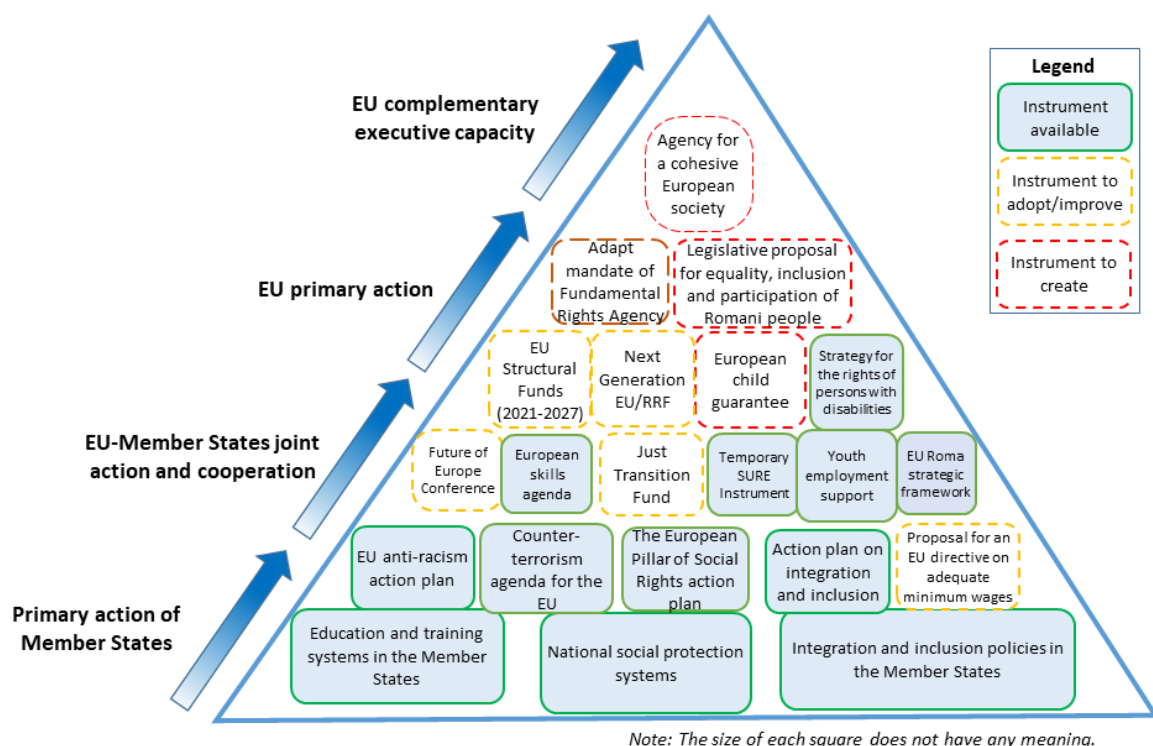 EU complementary
executive capacity
EU primary action
EU-Member States joint
action and cooperation
Primary action of
Member States
Agency for
a cohesive
European
society
Adapt
mandate of
Fundamental
Rights Agency
Legislative proposal
for equality, inclusion
and participation of
Romani people
EU
Structural
Funds
(2021-2027)
Next
Generation
EU/RRF
European
child
guarantee
Strategy for
the rights of
persons with
disabilities
Future of
Europe
Conference
European
skills
agenda
Just
Transition
Fund
Temporary
SURE
Instrument
Youth
employment
support
EU Roma
strategic
framework
EU anti-racism
action plan
Counter-
terrorism
agenda for the
EU
The European
Pillar of Social
Rights action
plan
Action plan on
integration
and inclusion
Proposal for an
EU directive on
adequate
minimum wages
Education and training
systems in the Member
States
National social protection
systems
Integration and inclusion policies in
the Member States
Legend
Instrument
available
Instrument to
adopt/improve
Instrument to
create
Note: The size of each square does not have any meaning.